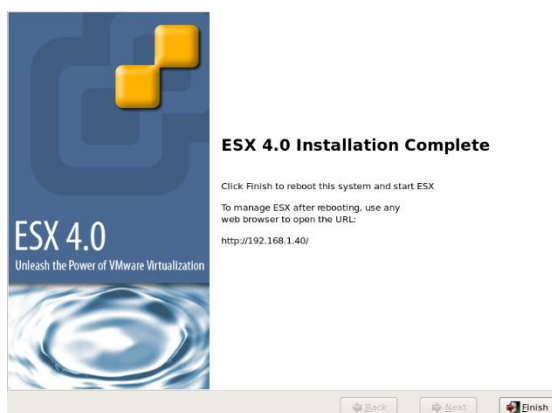 ESX 4.0
Unleash the Power of VMware Virtualization
ESX 4.0 Installation Complete
Click Finish to reboot this system and start ESX
To manage ESX after rebooting, use any
web browser to open the URL:
http://192.168.1.40/
Back
Next
Finish